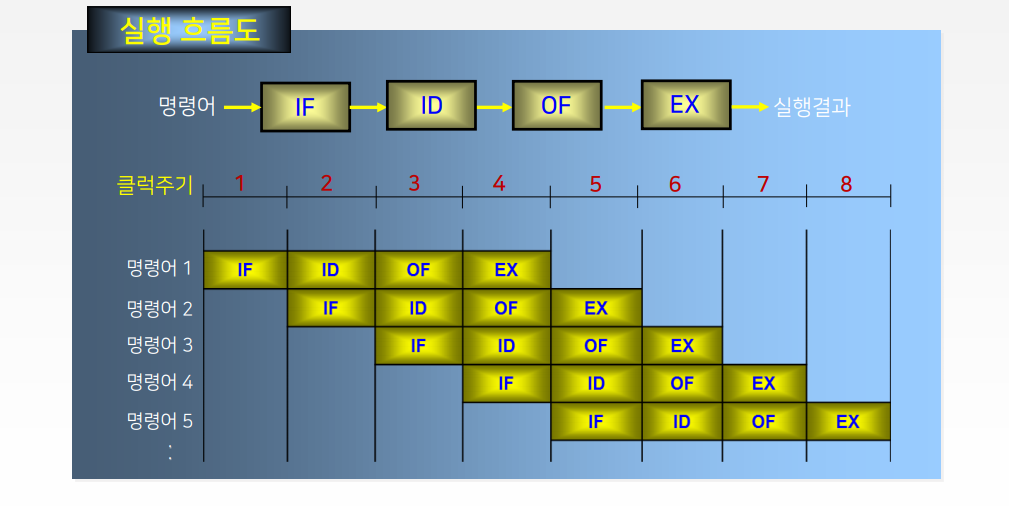 실행 흐름도
명령어 IF ID OF EX 실행결과
클럭주기 1 2 3 4 5 6 7 8
명령어 1 IF ID OF EX
명령어 2 IF ID OF EX
명령어 3 IF ID OF EX
명령어 4 IF ID OF EX
명령어 5 IF ID OF EX
: